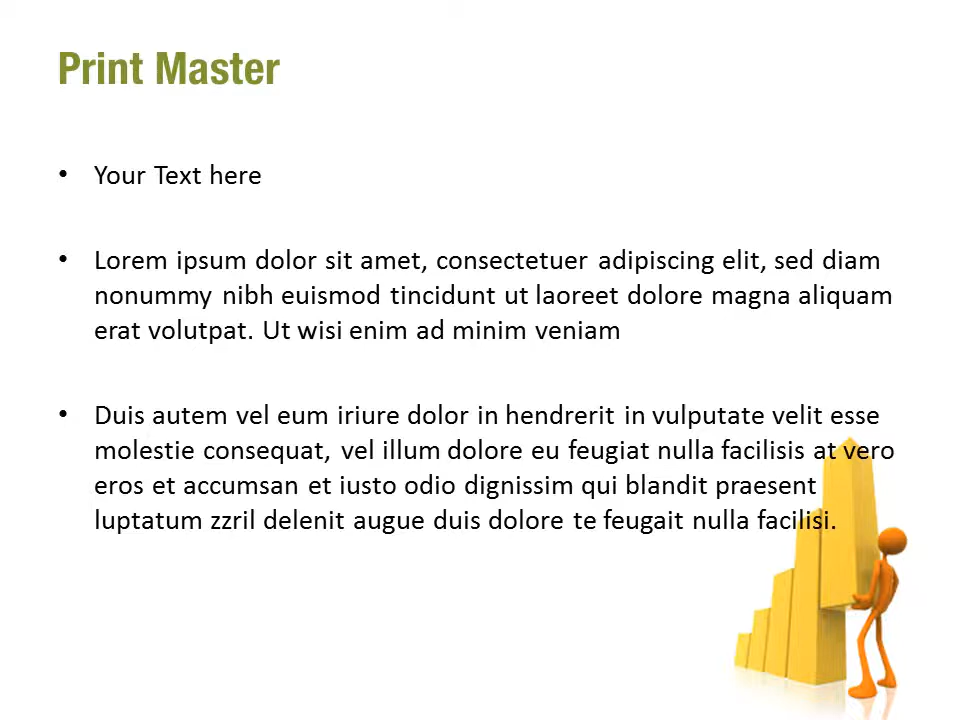 Print Master
• Your Text here
• Lorem ipsum dolor sit amet, consectetuer adipiscing elit, sed diam
nonummy nibh euismod tincidunt ut laoreet dolore magna aliquam
erat volutpat. Ut wisi enim ad minim veniam
• Duis autem vel eum iriure dolor in hendrerit in vulputate velit esse
molestie consequat, vel illum dolore eu feugiat nulla facilisis at vero
eros et accumsan et iusto odio dignissim qui blandit praesent
luptatum zzril delenit augue duis dolore te feugait nulla facilisi.